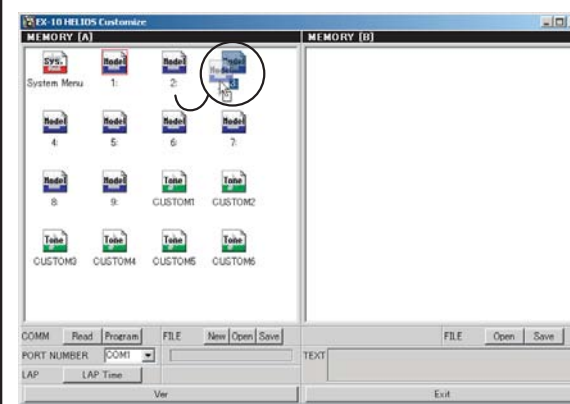 EX-10 HELIOS Customize
MEMORY [A]
MEMORY [B]
Sys. Model Model Model
System Menu 1: 2: 3:
Model Model Model Model
4: 5: 6: 7:
Model Model Tone Tone
8: 9: CUSTOM1 CUSTOM2
Tone Tone Tone Tone
CUSTOM3 CUSTOM4 CUSTOM5 CUSTOM6
COMM Read Program FILE New Open Save
FILE Open Save
PORT NUMBER COM1
TEXT
LAP LAP Time
Ver
Exit